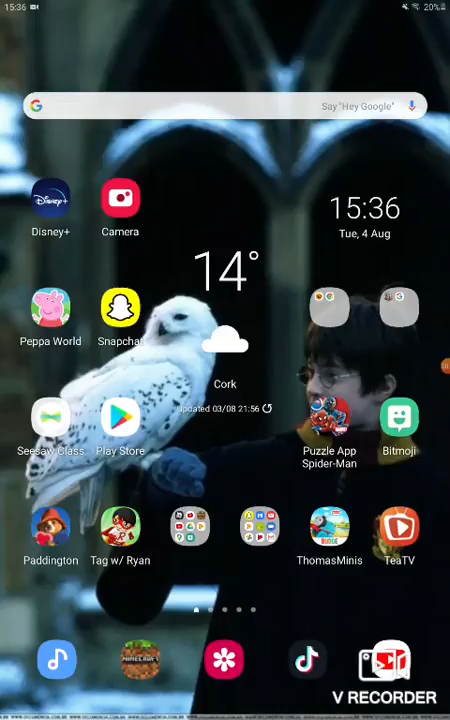 15:36
20%
Say "Hey Google"
Disney+
Disney+
Camera
15:36
Tue, 4 Aug
14°
Peppa World
Snapchat
Cork
Updated 03/08 21:56
Seesaw Class
Play Store
Puzzle App
Spider-Man
Bitmoji
Paddington
Tag w/ Ryan
ThomasMinis
TeaTV
MINECRAFT
V RECORDER